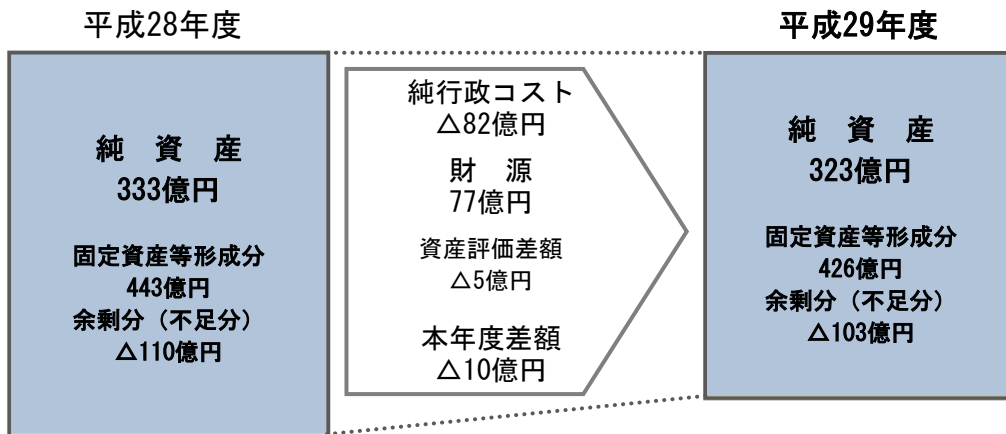 平成28年度
純　資　産
333億円
固定資産等形成分
443億円
余剰分（不足分）
△110億円
純行政コスト
△82億円
財　源
77億円
資産評価差額
△5億円
本年度差額
△10億円
平成29年度
純　資　産
323億円
固定資産等形成分
426億円
余剰分（不足分）
△103億円